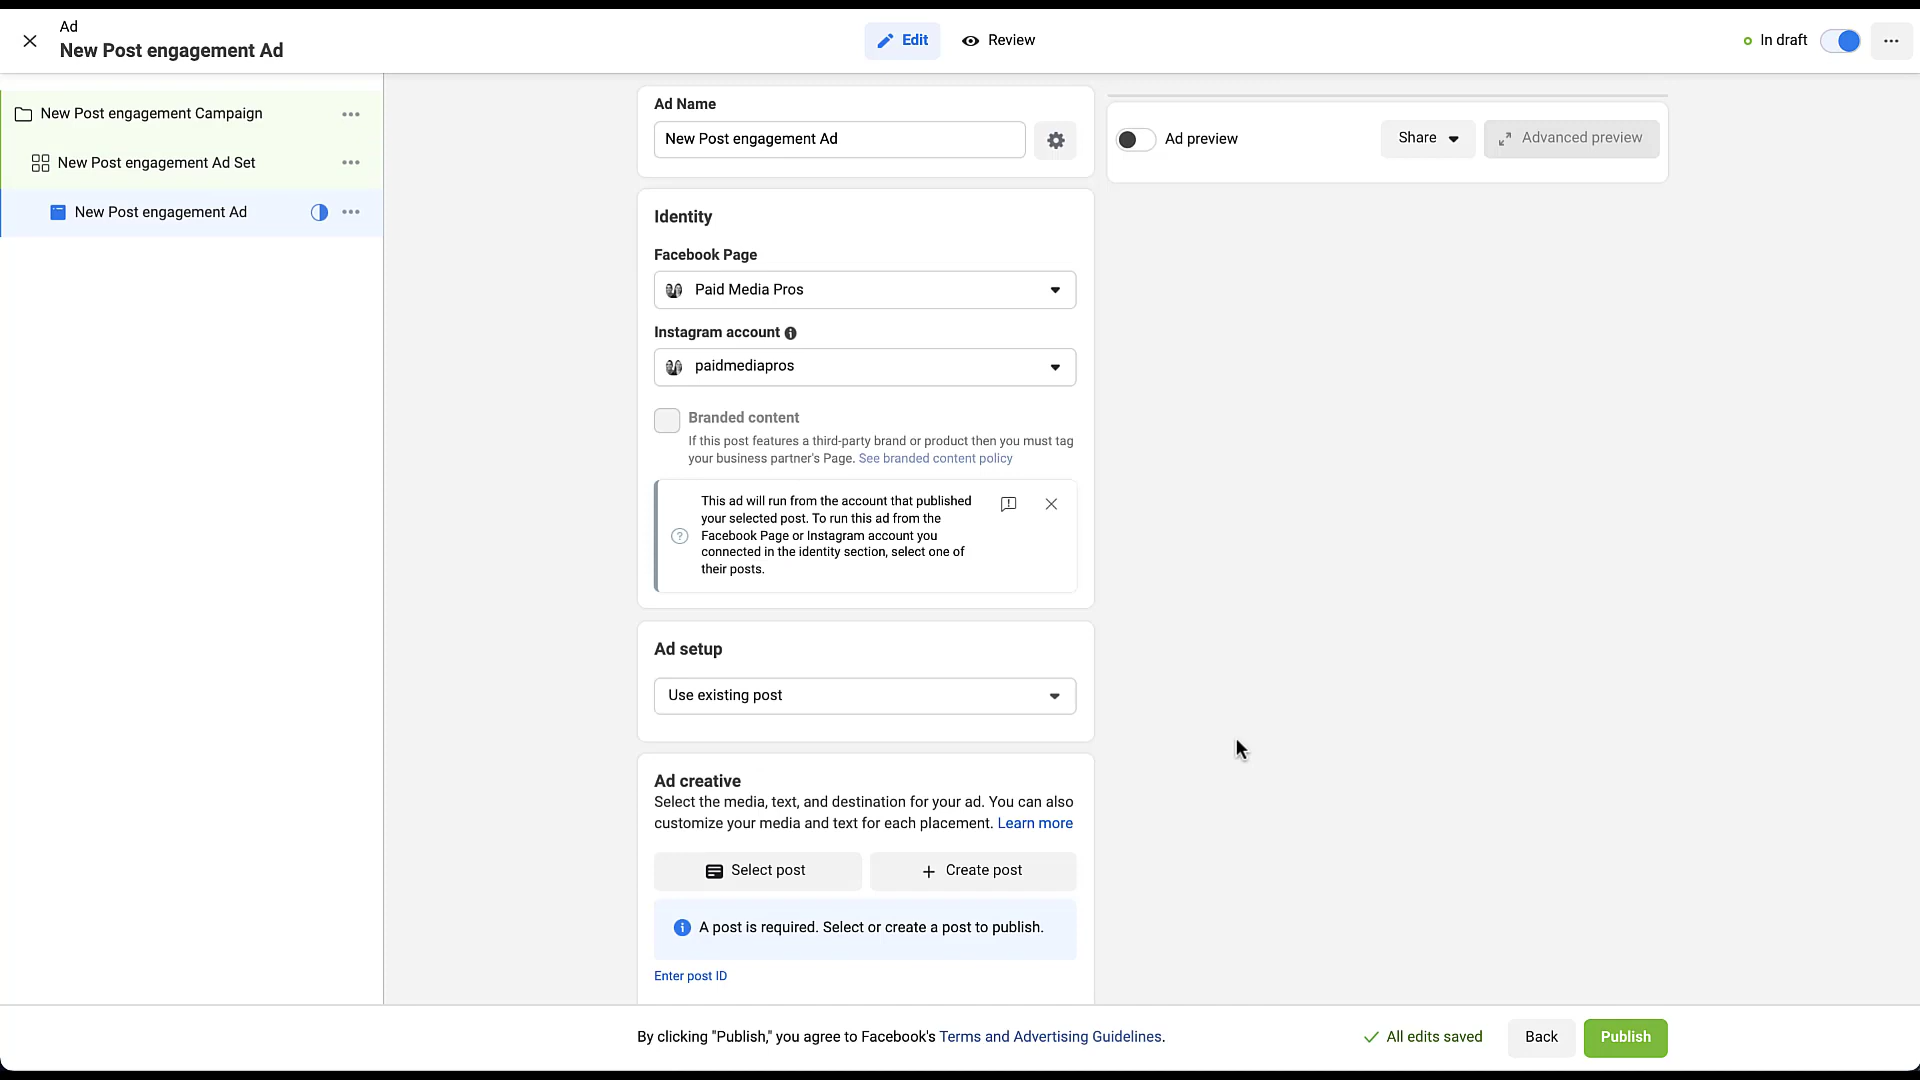 Ad
New Post engagement Ad
Edit
Review
In draft
New Post engagement Campaign
New Post engagement Ad Set
New Post engagement Ad
Ad Name
New Post engagement Ad
Identity
Facebook Page
Paid Media Pros
Instagram account
paidmediapros
Branded content
If this post features a third-party brand or product then you must tag
your business partner's Page. See branded content policy
This ad will run from the account that published
your selected post. To run this ad from the
Facebook Page or Instagram account you
connected in the identity section, select one of
their posts.
Ad setup
Use existing post
Ad creative
Select the media, text, and destination for your ad. You can also
customize your media and text for each placement. Learn more
Select post
Create post
A post is required. Select or create a post to publish.
Enter post ID
Ad preview
Share
Advanced preview
By clicking "Publish," you agree to Facebook's Terms and Advertising Guidelines.
All edits saved
Back
Publish